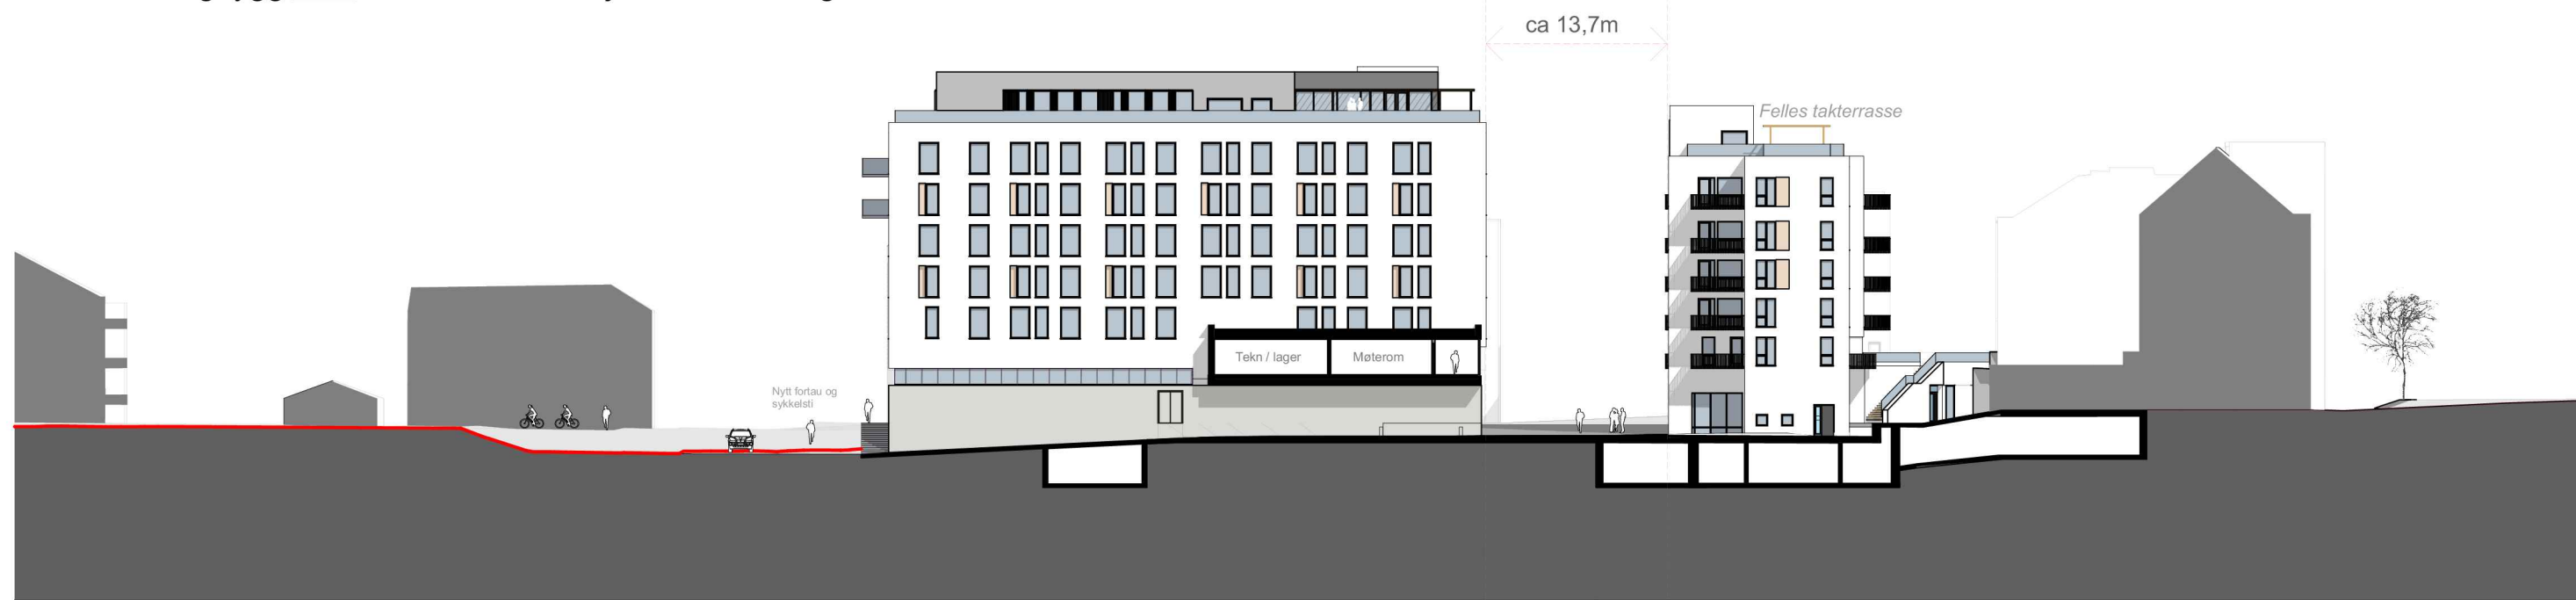 ca 13,7m
Felles takterrasse
Tekn / lager
Møterom
Nytt fortau og
sykkelsti